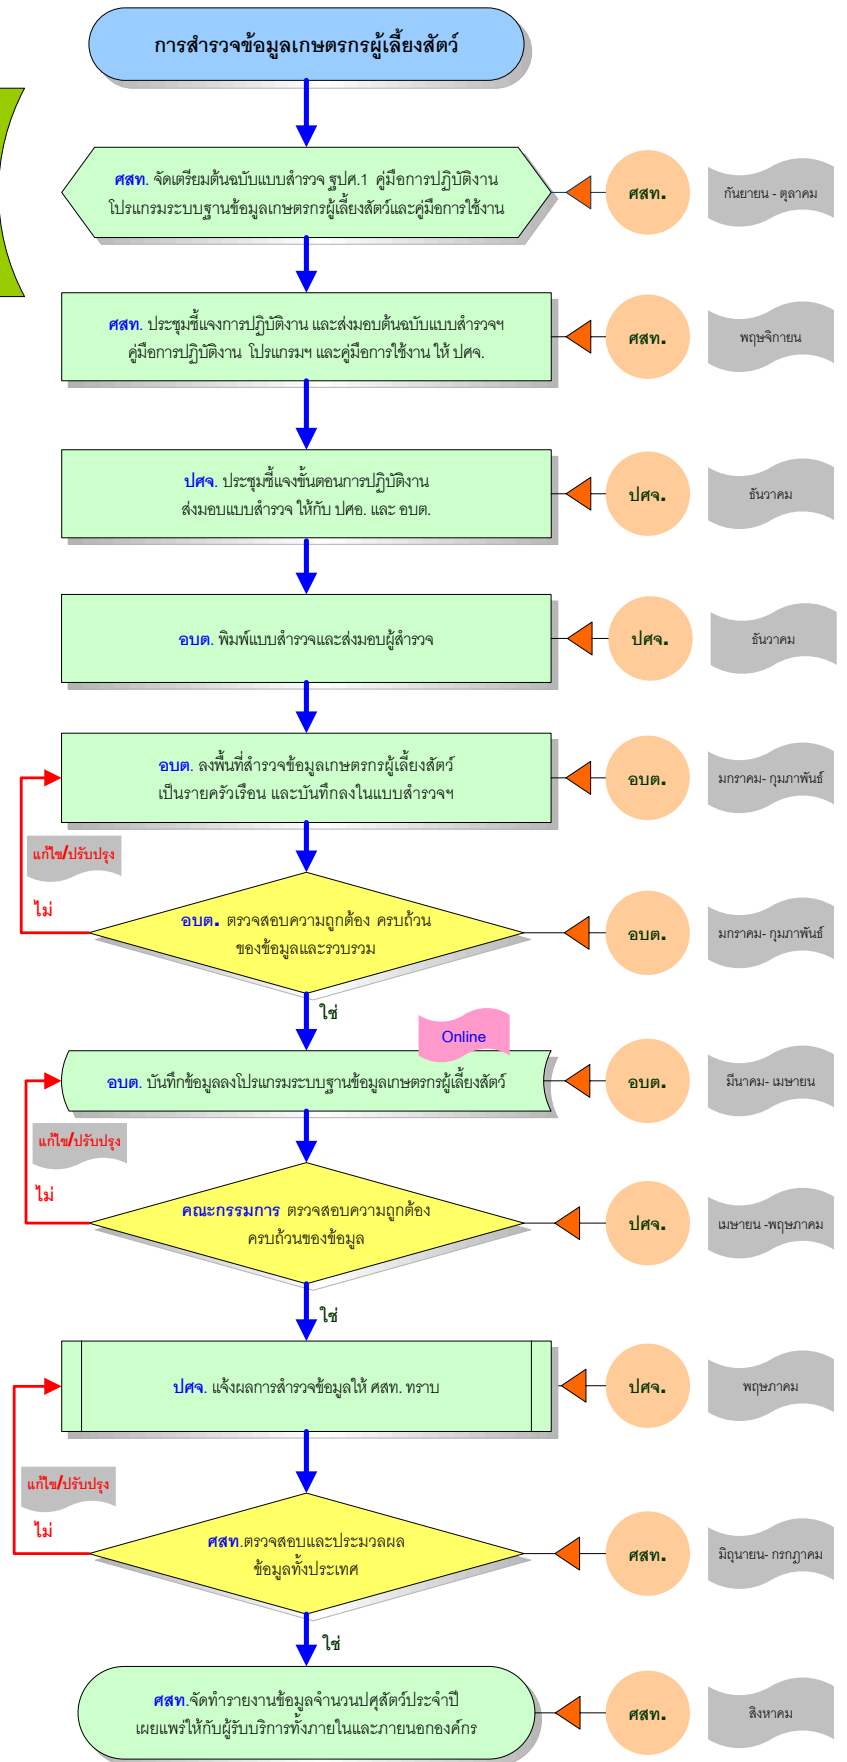 การสำรวจข้อมูลเกษตรกรผู้เลี้ยงสัตว์
ศสท. จัดเตรียมต้นฉบับแบบสำรวจ ฐปศ.1 คู่มือการปฏิบัติงาน
โปรแกรมระบบฐานข้อมูลเกษตรกรผู้เลี้ยงสัตว์และคู่มือการใช้งาน
ศสท.
กันยายน - ตุลาคม
ศสท. ประชุมชี้แจงการปฏิบัติงาน และส่งมอบต้นฉบับแบบสำรวจฯ
คู่มือการปฏิบัติงาน โปรแกรมฯ และคู่มือการใช้งาน ให้ ปศจ.
ศสท.
พฤษจิกายน
ปศจ. ประชุมชี้แจงขั้นตอนการปฏิบัติงาน
ส่งมอบแบบสำรวจ ให้กับ ปศอ. และ อบต.
ปศจ.
ธันวาคม
อบต. พิมพ์แบบสำรวจและส่งมอบผู้สำรวจ
ปศจ.
ธันวาคม
อบต. ลงพื้นที่สำรวจข้อมูลเกษตรกรผู้เลี้ยงสัตว์
เป็นรายครัวเรือน และบันทึกลงในแบบสำรวจฯ
อบต.
มกราคม- กุมภาพันธ์
แก้ไข/ปรับปรุง
ไม่
อบต. ตรวจสอบความถูกต้อง ครบถ้วน
ของข้อมูลและรวบรวม
อบต.
มกราคม- กุมภาพันธ์
ใช่
Online
อบต. บันทึกข้อมูลลงโปรแกรมระบบฐานข้อมูลเกษตรกรผู้เลี้ยงสัตว์
อบต.
มีนาคม- เมษายน
แก้ไข/ปรับปรุง
ไม่
คณะกรรมการ ตรวจสอบความถูกต้อง
ครบถ้วนของข้อมูล
ปศจ.
เมษายน -พฤษภาคม
ใช่
ปศจ. แจ้งผลการสำรวจข้อมูลให้ ศสท. ทราบ
ปศจ.
พฤษภาคม
แก้ไข/ปรับปรุง
ไม่
ศสท.ตรวจสอบและประมวลผล
ข้อมูลทั้งประเทศ
ศสท.
มิถุนายน- กรกฎาคม
ใช่
ศสท.จัดทำรายงานข้อมูลจำนวนปศุสัตว์ประจำปี
เผยแพร่ให้กับผู้รับบริการทั้งภายในและภายนอกองค์กร
ศสท.
สิงหาคม